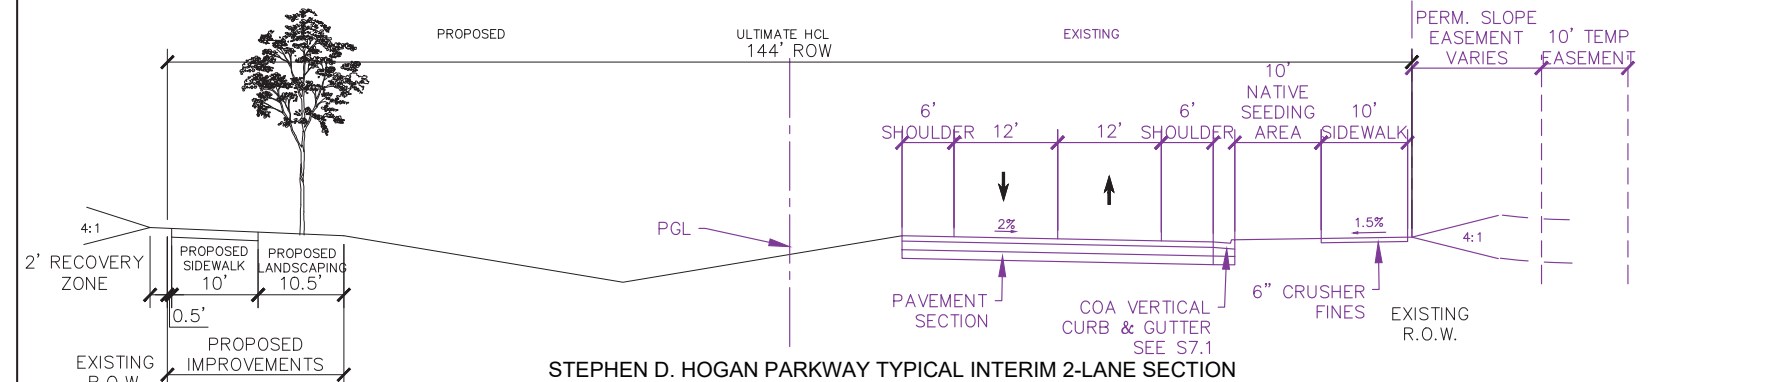 PROPOSED
ULTIMATE HCL
144' ROW
EXISTING
PERM. SLOPE
EASEMENT
VARIES
10' TEMP
EASEMENT
6'
SHOULDER
12'
12'
6'
SHOULDER
10'
NATIVE
SEEDING
AREA
10'
SIDEWALK
4:1
2' RECOVERY
ZONE
PROPOSED
SIDEWALK
10'
PROPOSED
LANDSCAPING
10.5'
0.5'
PROPOSED
IMPROVEMENTS
EXISTING
R.O.W.
PGL
2%
1.5%
4:1
PAVEMENT
SECTION
COA VERTICAL
CURB & GUTTER
SEE S7.1
6" CRUSHER
FINES
EXISTING
R.O.W.
STEPHEN D. HOGAN PARKWAY TYPICAL INTERIM 2-LANE SECTION